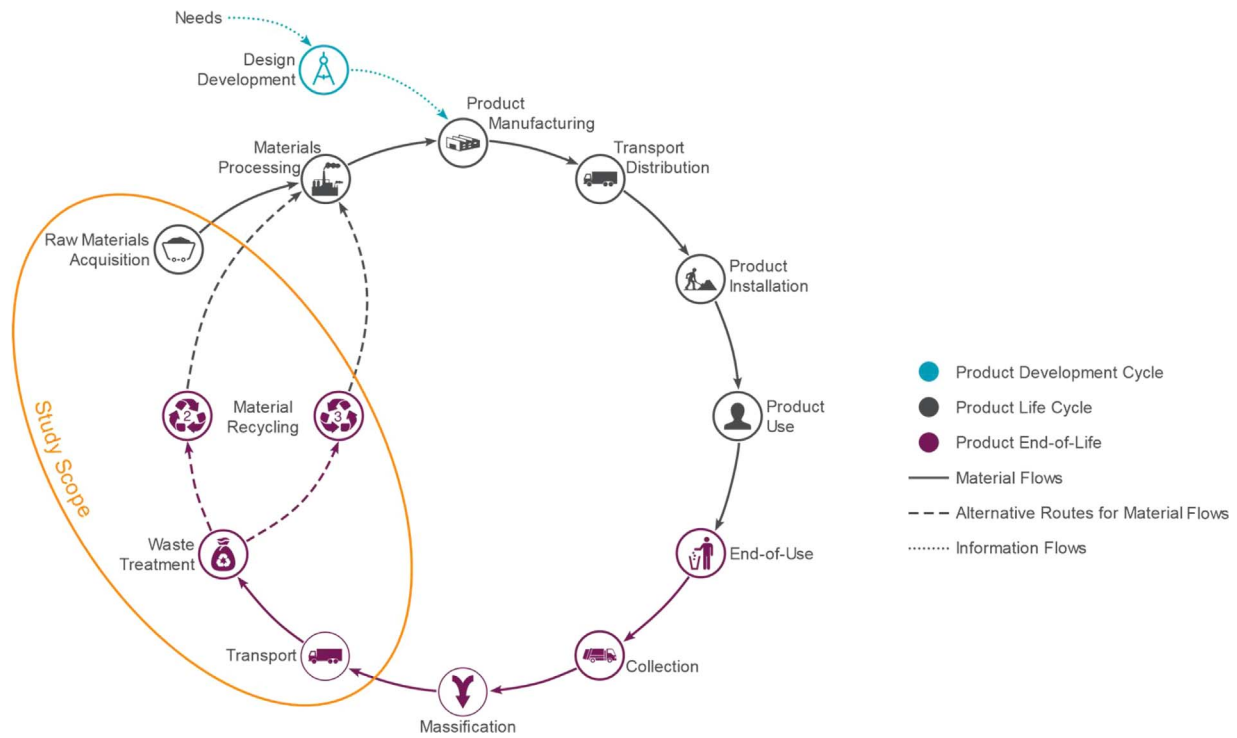 Needs
Design
Development
Product
Manufacturing
Materials
Processing
Transport
Distribution
Raw Materials
Acquisition
Product
Installation
Product Development Cycle
Product Life Cycle
Product End-of-Life
Material Flows
Alternative Routes for Material Flows
Information Flows
Study Scope
2
Material
Recycling
3
Product
Use
Waste
Treatment
End-of-Use
Transport
Collection
Massification